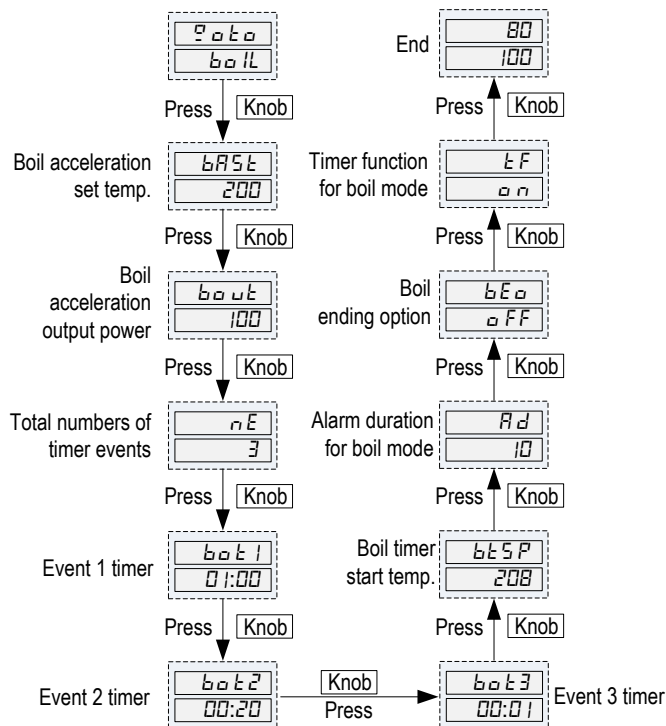 Goto
boIL
Press Knob
Boil acceleration
set temp.
bASt
200
Press Knob
Boil
acceleration
output power
bout
100
Press Knob
Total numbers of
timer events
nE
3
Press Knob
Event 1 timer
bot1
01:00
Press Knob
Event 2 timer
bot2
00:20
Knob
Press
End
80
100
Press Knob
Timer function
for boil mode
tF
on
Press Knob
Boil
ending option
bEo
oFF
Press Knob
Alarm duration
for boil mode
Ad
10
Press Knob
Boil timer
start temp.
btSP
208
Press Knob
bot3
00:01
Event 3 timer